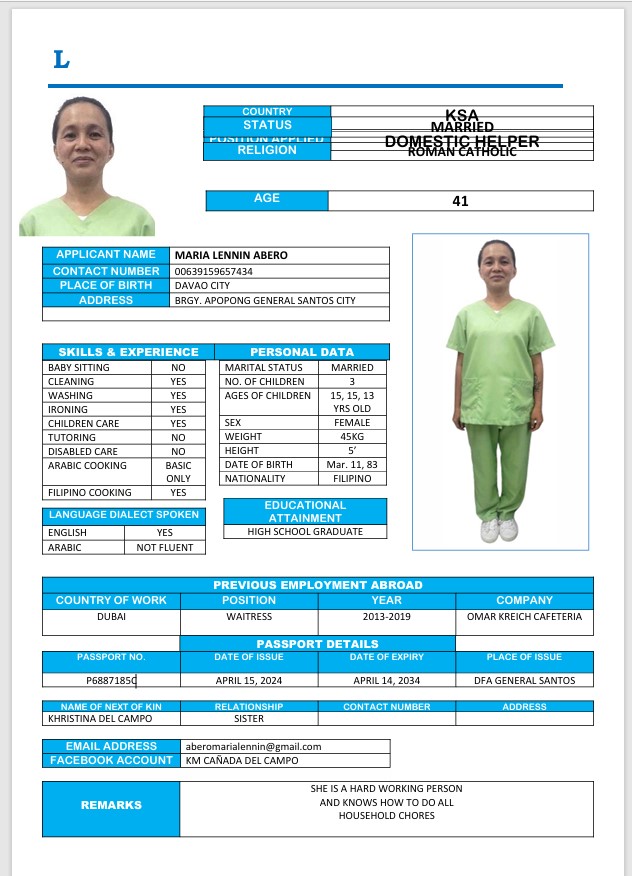 L
COUNTRY KSA
STATUS MARRIED
POSITION APPLIED DOMESTIC HELPER
RELIGION ROMAN CATHOLIC
AGE 41
APPLICANT NAME MARIA LENNIN ABERO
CONTACT NUMBER 00639159657434
PLACE OF BIRTH DAVAO CITY
ADDRESS BRGY. APOPONG GENERAL SANTOS CITY
SKILLS & EXPERIENCE
BABY SITTING NO
CLEANING YES
WASHING YES
IRONING YES
CHILDREN CARE YES
TUTORING NO
DISABLED CARE NO
ARABIC COOKING BASIC
ONLY
FILIPINO COOKING YES
PERSONAL DATA
MARITAL STATUS MARRIED
NO. OF CHILDREN 3
AGES OF CHILDREN 15, 15, 13
YRS OLD
SEX FEMALE
WEIGHT 45KG
HEIGHT 5’
DATE OF BIRTH Mar. 11, 83
NATIONALITY FILIPINO
LANGUAGE DIALECT SPOKEN
ENGLISH YES
ARABIC NOT FLUENT
EDUCATIONAL
ATTAINMENT
HIGH SCHOOL GRADUATE
PREVIOUS EMPLOYMENT ABROAD
COUNTRY OF WORK POSITION YEAR COMPANY
DUBAI WAITRESS 2013-2019 OMAR KREICH CAFETERIA
PASSPORT DETAILS
PASSPORT NO. DATE OF ISSUE DATE OF EXPIRY PLACE OF ISSUE
P6887185C APRIL 15, 2024 APRIL 14, 2034 DFA GENERAL SANTOS
NAME OF NEXT OF KIN RELATIONSHIP CONTACT NUMBER ADDRESS
KHRISTINA DEL CAMPO SISTER
EMAIL ADDRESS aberomarialennin@gmail.com
FACEBOOK ACCOUNT KM CAÑADA DEL CAMPO
REMARKS
SHE IS A HARD WORKING PERSON
AND KNOWS HOW TO DO ALL
HOUSEHOLD CHORES